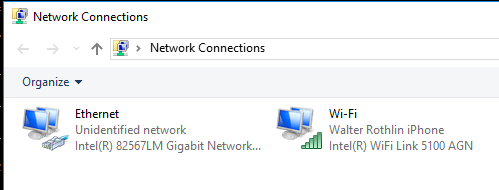 Network Connections
Network Connections
Organize
Ethernet
Unidentified network
Intel(R) 82567LM Gigabit Network...
Wi-Fi
Walter Rothlin iPhone
Intel(R) WiFi Link 5100 AGN